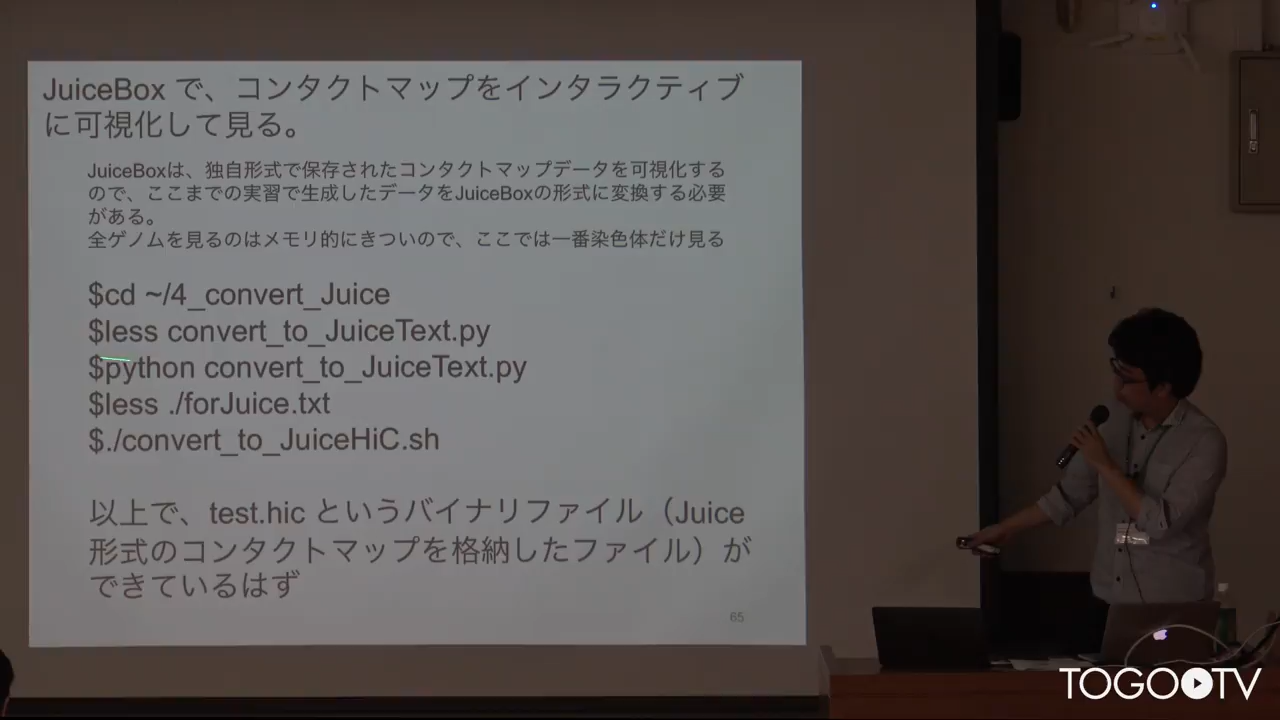 JuiceBox で、コンタクトマップをインタラクティブ
に可視化して見る。
JuiceBoxは、独自形式で保存されたコンタクトマップデータを可視化する
ので、ここまでの実習で生成したデータをJuiceBoxの形式に変換する必要
がある。
全ゲノムを見るのはメモリ的にきついので、ここでは一番染色体だけ見る
$cd ~/4_convert_Juice
$less convert_to_JuiceText.py
$python convert_to_JuiceText.py
$less ./forJuice.txt
$./convert_to_JuiceHiC.sh
以上で、test.hic というバイナリファイル（Juice
形式のコンタクトマップを格納したファイル）が
できているはず
65
TOGOTV